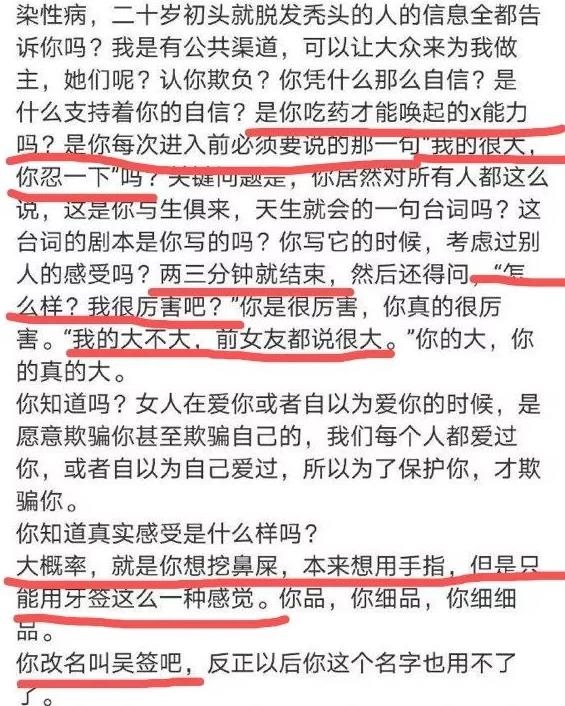 染性病，二十岁初头就脱发秃头的人的信息全都告
诉你吗？我是有公共渠道，可以让大众来为我做
主，她们呢？认你欺负？你凭什么那么自信？是
什么支持着你的自信？是你吃药才能唤起的x能力
吗？是你每次进入前必须要说的那一句“我的很大，
你忍一下”吗？关键问题是，你居然对所有人都这么
说，这是你与生俱来，天生就会的一句台词吗？这
台词的剧本是你写的吗？你写它的时候，考虑过别
人的感受吗？两三分钟就结束，然后还得问，“怎
么样？我很厉害吧？”你是很厉害，你真的很厉
害。“我的大不大，前女友都说很大。”你的大，你
的真的大。
你知道吗？女人在爱你或者自以为爱你的时候，是
愿意欺骗你甚至欺骗自己的，我们每个人都爱过
你，或者自以为自己爱过，所以为了保护你，才欺
骗你。
你知道真实感受是什么样吗？
大概率，就是你想挖鼻屎，本来想用手指，但是只
能用牙签这么一种感觉。你品，你细品，你细细
品。
你改名叫吴签吧，反正以后你这个名字也用不了
了。